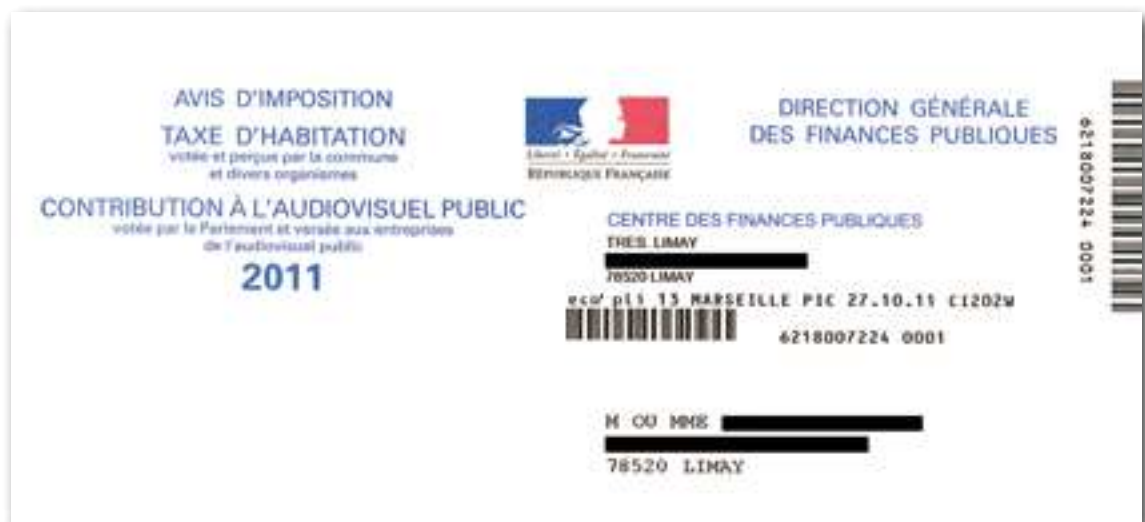 AVIS D'IMPOSITION
TAXE D'HABITATION
votée et perçue par la commune
et divers organismes
CONTRIBUTION À L'AUDIOVISUEL PUBLIC
votée par le Parlement et versée aux entreprises
de l'audiovisuel public
2011
Liberté • Égalité • Fraternité
RÉPUBLIQUE FRANÇAISE
DIRECTION GÉNÉRALE
DES FINANCES PUBLIQUES
CENTRE DES FINANCES PUBLIQUES
TRES. LIMAY
78520 LIMAY
eco'pli 13 MARSEILLE PIC 27.10.11 CI202W
6218007224 0001
M OU MME
78520 LIMAY
6218007224 0001